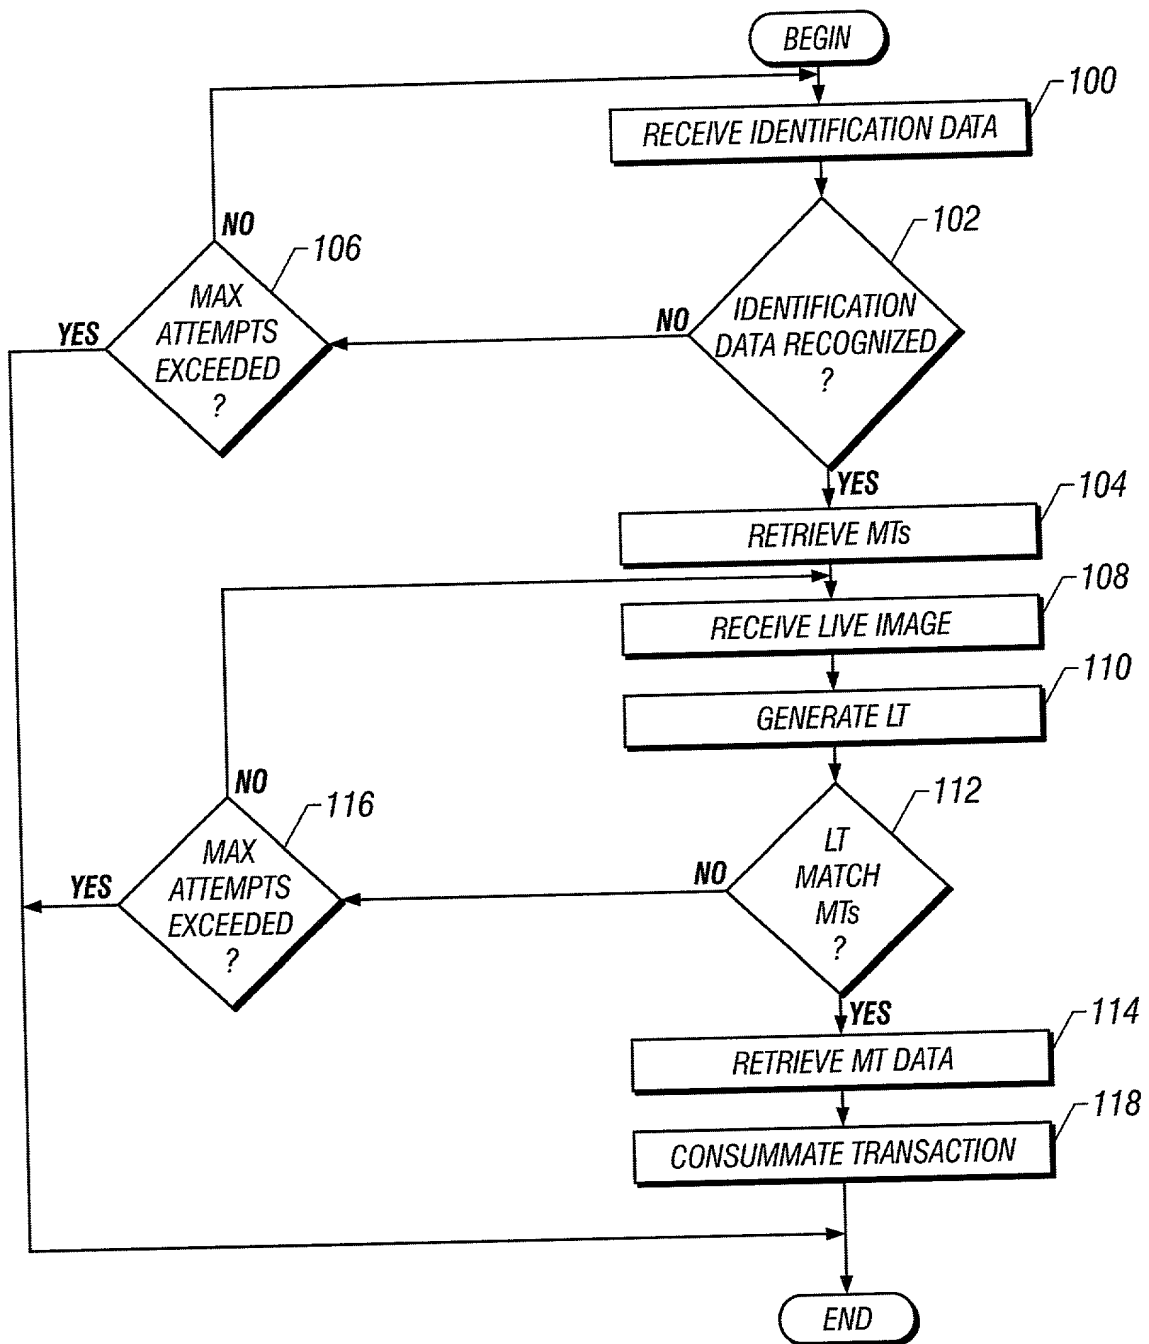 BEGIN
100
RECEIVE IDENTIFICATION DATA
102
IDENTIFICATION
DATA RECOGNIZED
?
NO
YES
106
MAX
ATTEMPTS
EXCEEDED
?
NO
YES
104
RETRIEVE MTs
108
RECEIVE LIVE IMAGE
110
GENERATE LT
112
LT
MATCH
MTs
?
NO
YES
116
MAX
ATTEMPTS
EXCEEDED
?
NO
YES
114
RETRIEVE MT DATA
118
CONSUMMATE TRANSACTION
END